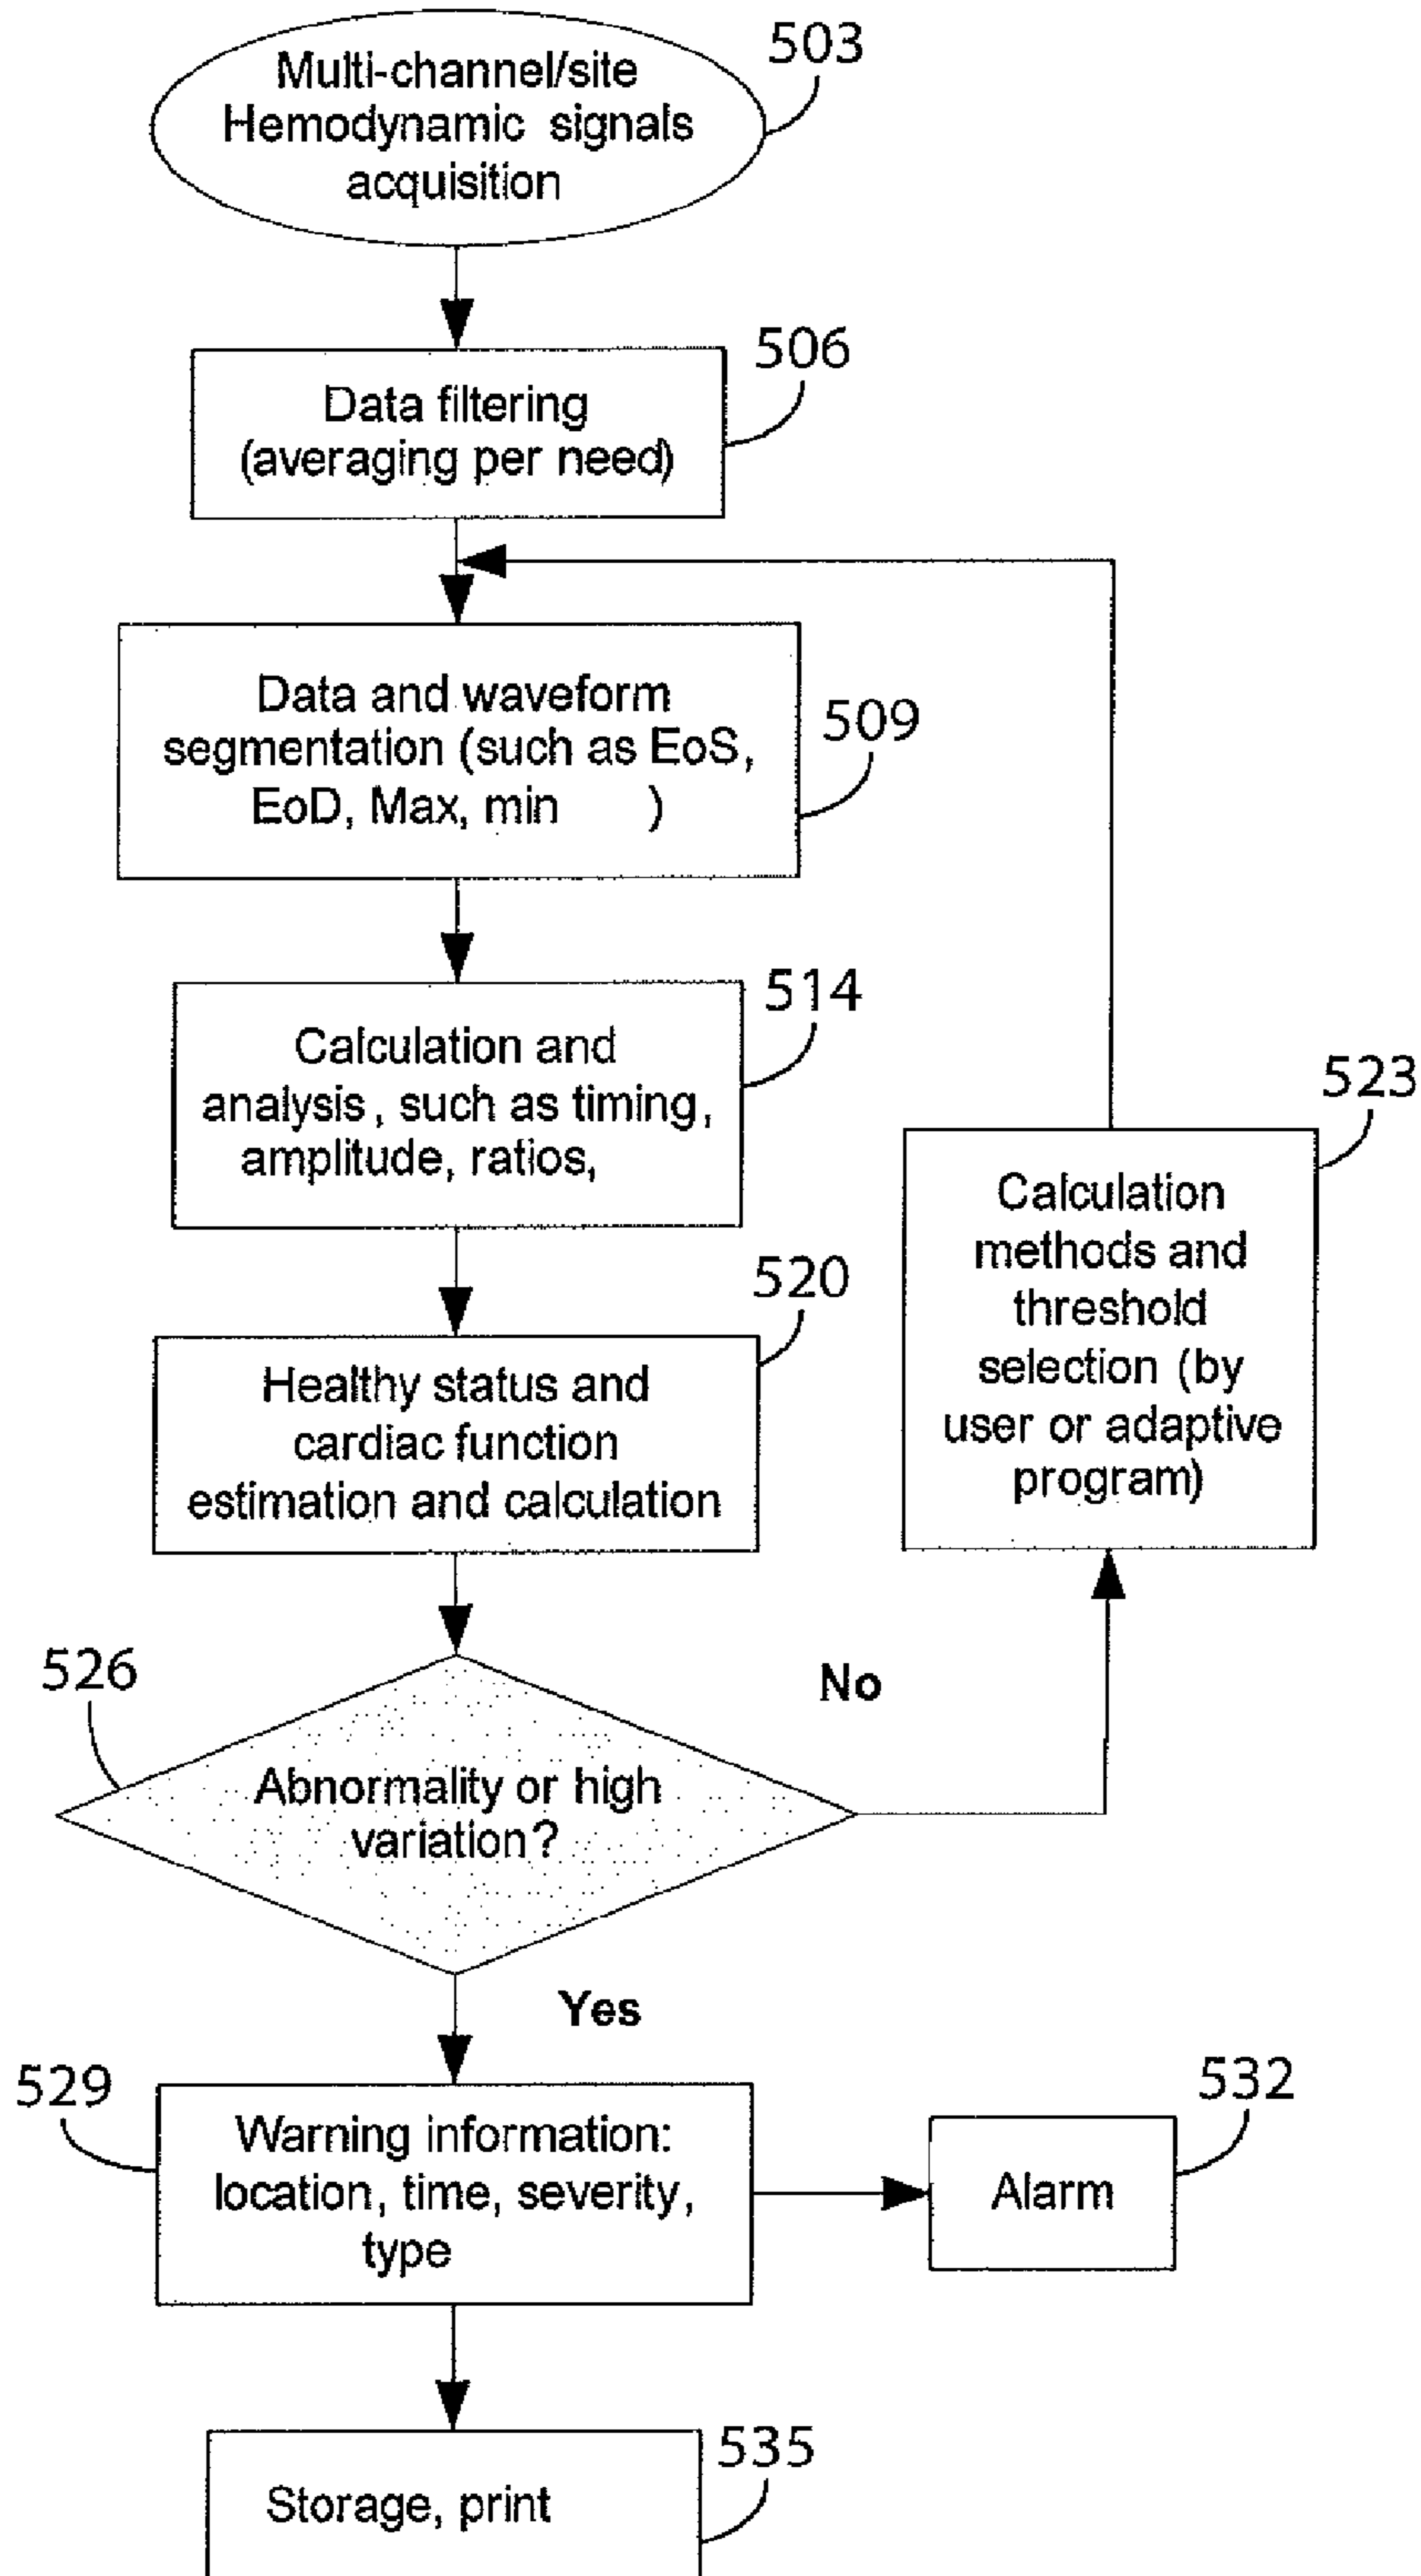 503
Multi-channel/site
Hemodynamic signals
acquisition
506
Data filtering
(averaging per need)
Data and waveform
segmentation (such as EoS,
EoD, Max, min )
509
514
Calculation and
analysis, such as timing,
amplitude, ratios,
523
Calculation
methods and
threshold
selection (by
user or adaptive
program)
520
Healthy status and
cardiac function
estimation and calculation
526
No
Abnormality or high
variation?
Yes
529
Warning information:
location, time, severity,
type
532
Alarm
535
Storage, print